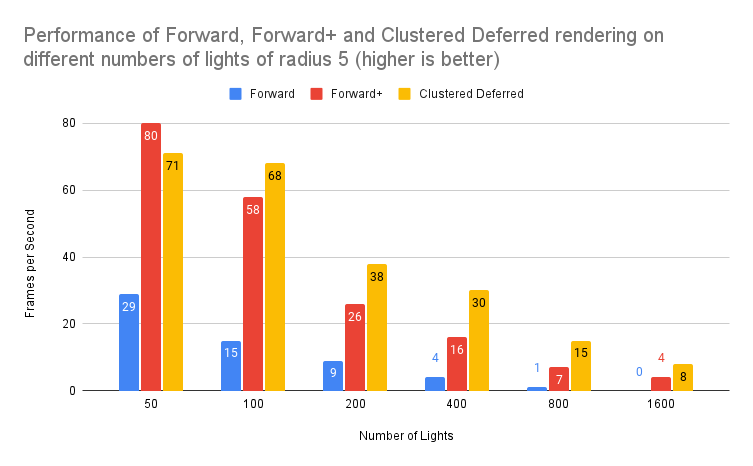 Performance of Forward, Forward+ and Clustered Deferred rendering on
different numbers of lights of radius 5 (higher is better)
Forward Forward+ Clustered Deferred
Frames per Second
80
60
40
20
0
29 80 71
15 58 68
9 26 38
4 16 30
1 7 15
0 4 8
50 100 200 400 800 1600
Number of Lights